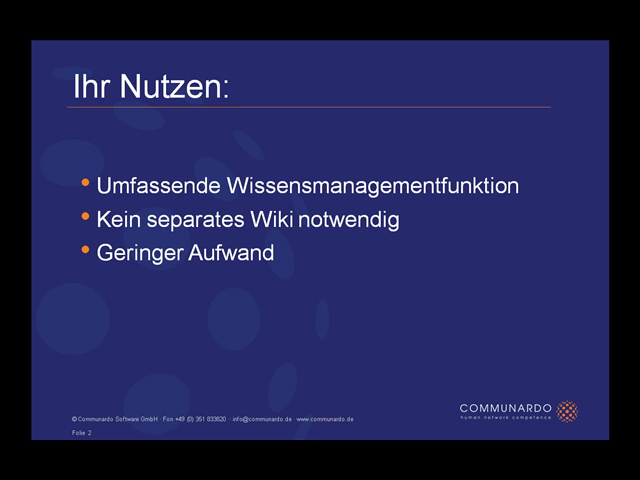 Ihr Nutzen:
Umfassende Wissensmanagementfunktion
Kein separates Wiki notwendig
Geringer Aufwand
COMMUNARDO
human network competence
© Communardo Software GmbH · Fon +49 (0) 351 833820 · info@communardo.de · www.communardo.de
Folie 2